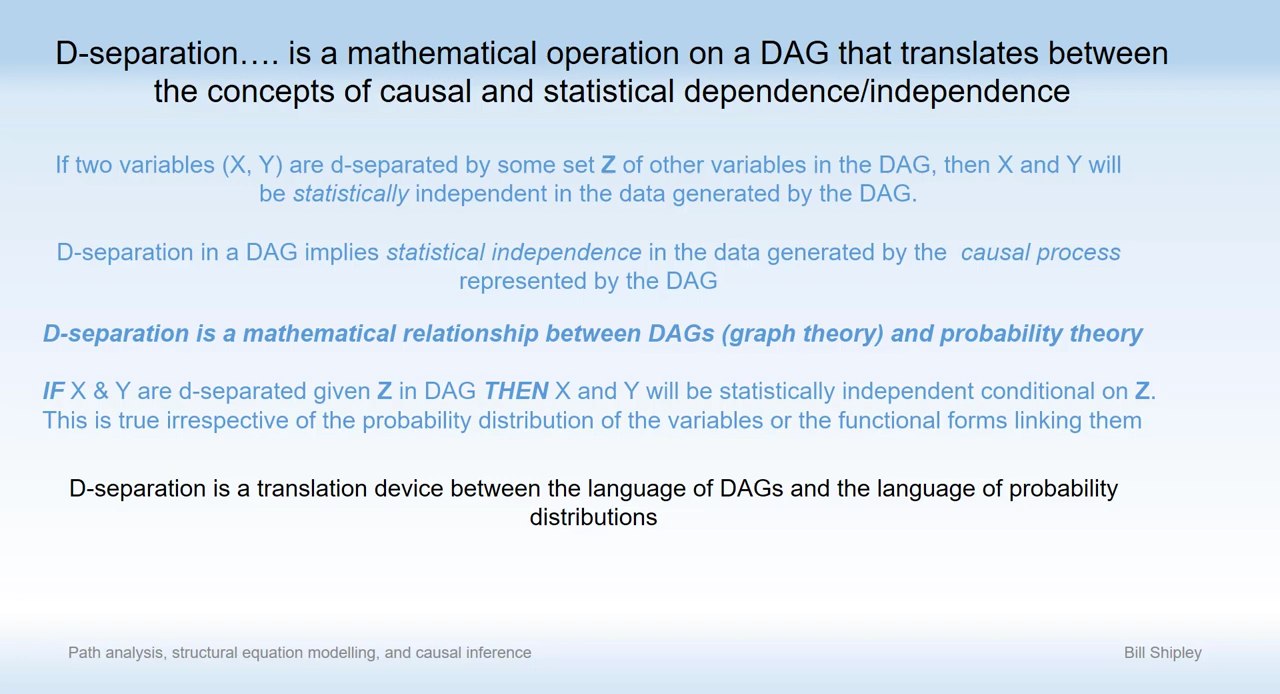 D-separation…. is a mathematical operation on a DAG that translates between
the concepts of causal and statistical dependence/independence
If two variables (X, Y) are d-separated by some set Z of other variables in the DAG, then X and Y will
be statistically independent in the data generated by the DAG.
D-separation in a DAG implies statistical independence in the data generated by the causal process
represented by the DAG
D-separation is a mathematical relationship between DAGs (graph theory) and probability theory
IF X & Y are d-separated given Z in DAG THEN X and Y will be statistically independent conditional on Z.
This is true irrespective of the probability distribution of the variables or the functional forms linking them
D-separation is a translation device between the language of DAGs and the language of probability
distributions
Path analysis, structural equation modelling, and causal inference
Bill Shipley